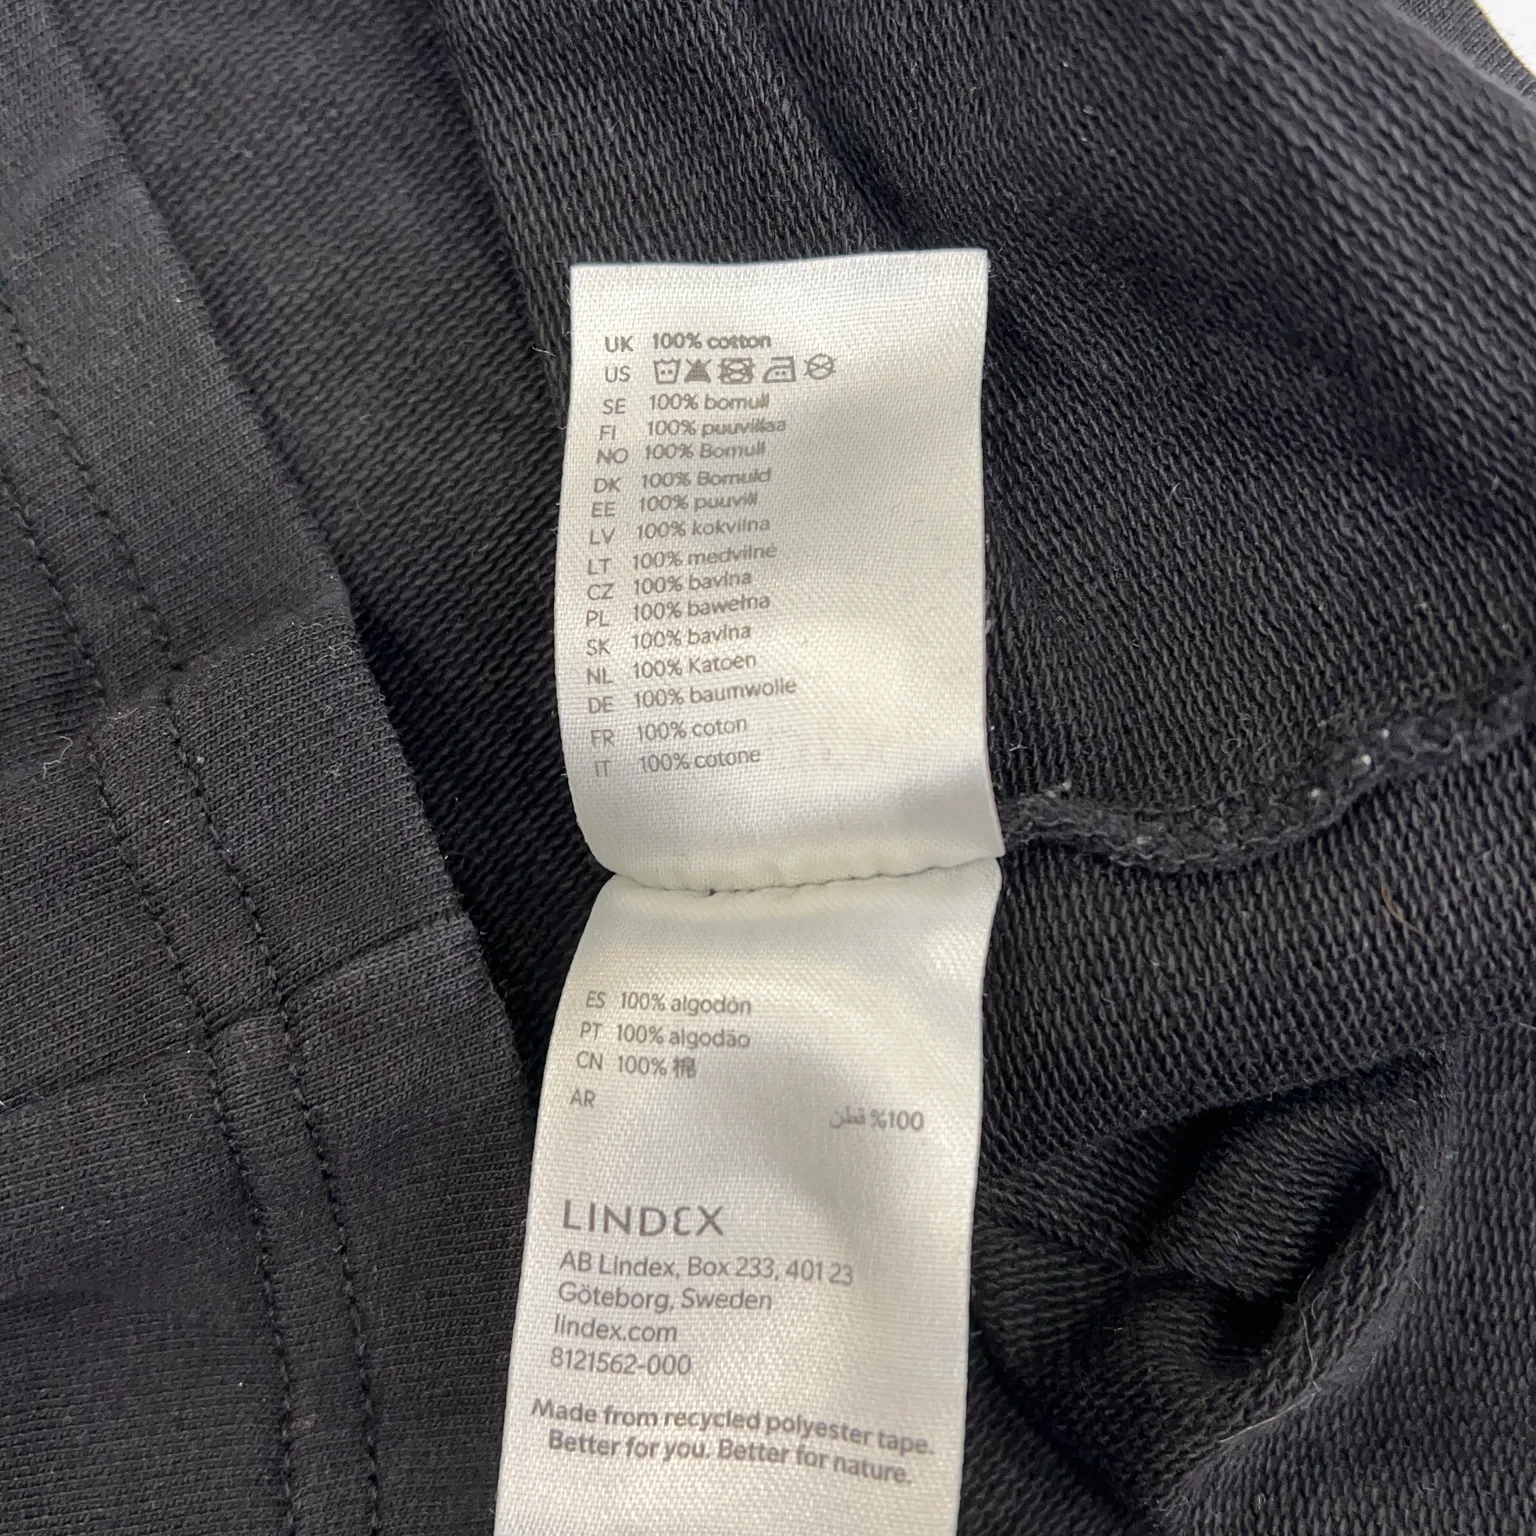 UK 100% cotton
US
SE 100% bomull
FI 100% puuvillaa
NO 100% Bomull
DK 100% Bomuld
EE 100% puuvill
LV 100% kokvilna
LT 100% medvilnė
CZ 100% bavlna
PL 100% bawełna
SK 100% bavlna
NL 100% Katoen
DE 100% baumwolle
FR 100% coton
IT 100% cotone
ES 100% algodón
PT 100% algodão
CN 100% 棉
AR
100% قطن
LINDEX
AB Lindex, Box 233, 401 23
Göteborg, Sweden
lindex.com
8121562-000
Made from recycled polyester tape.
Better for you. Better for nature.